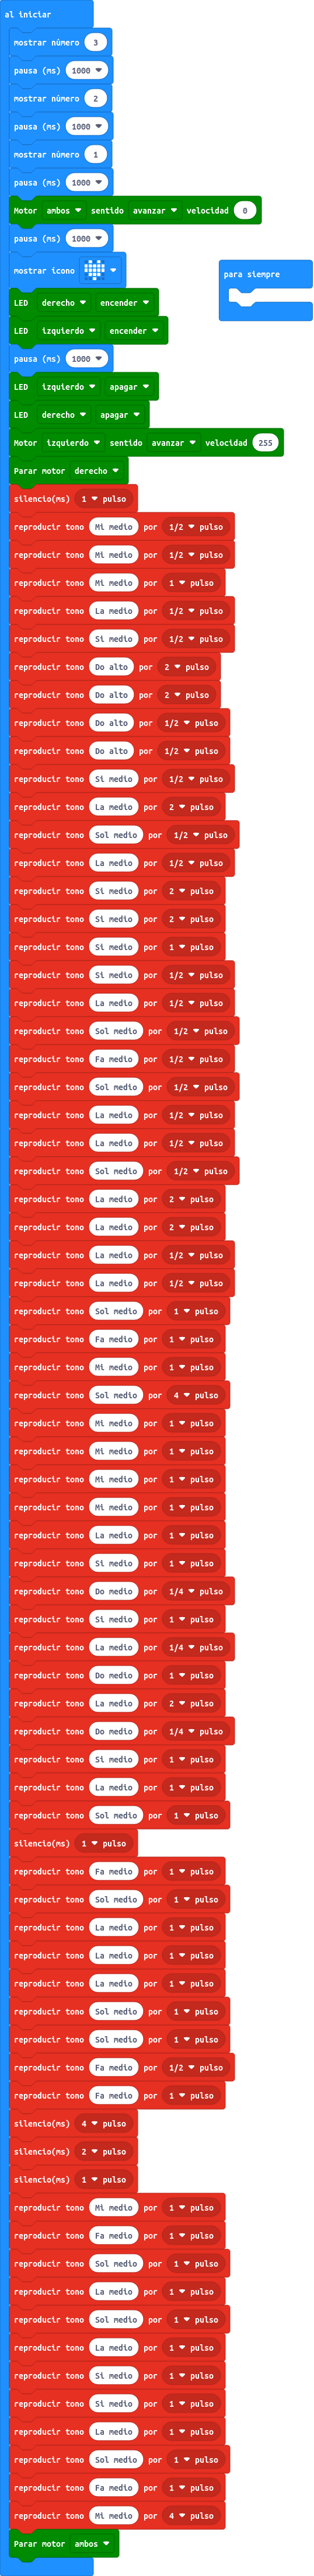 al iniciar
mostrar número 3
pausa (ms) 1000
mostrar número 2
pausa (ms) 1000
mostrar número 1
pausa (ms) 1000
Motor ambos sentido avanzar velocidad 0
pausa (ms) 1000
mostrar ícono
para siempre
LED derecho encender
LED izquierdo encender
pausa (ms) 1000
LED izquierdo apagar
LED derecho apagar
Motor izquierdo sentido avanzar velocidad 255
Parar motor derecho
silencio(ms) 1 pulso
reproducir tono Mi medio por 1/2 pulso
reproducir tono Mi medio por 1/2 pulso
reproducir tono Mi medio por 1 pulso
reproducir tono La medio por 1/2 pulso
reproducir tono Si medio por 1/2 pulso
reproducir tono Do alto por 2 pulso
reproducir tono Do alto por 2 pulso
reproducir tono Do alto por 1/2 pulso
reproducir tono Do alto por 1/2 pulso
reproducir tono Si medio por 1/2 pulso
reproducir tono La medio por 2 pulso
reproducir tono Sol medio por 1/2 pulso
reproducir tono La medio por 1/2 pulso
reproducir tono Si medio por 2 pulso
reproducir tono Si medio por 2 pulso
reproducir tono Si medio por 1 pulso
reproducir tono Si medio por 1/2 pulso
reproducir tono La medio por 1/2 pulso
reproducir tono Sol medio por 1/2 pulso
reproducir tono Fa medio por 1/2 pulso
reproducir tono Sol medio por 1/2 pulso
reproducir tono La medio por 1/2 pulso
reproducir tono La medio por 1/2 pulso
reproducir tono Sol medio por 1/2 pulso
reproducir tono La medio por 2 pulso
reproducir tono La medio por 2 pulso
reproducir tono La medio por 1/2 pulso
reproducir tono La medio por 1/2 pulso
reproducir tono Sol medio por 1 pulso
reproducir tono Fa medio por 1 pulso
reproducir tono Mi medio por 1 pulso
reproducir tono Sol medio por 4 pulso
reproducir tono Mi medio por 1 pulso
reproducir tono Mi medio por 1 pulso
reproducir tono Mi medio por 1 pulso
reproducir tono Mi medio por 1 pulso
reproducir tono La medio por 1 pulso
reproducir tono Si medio por 1 pulso
reproducir tono Do medio por 1/4 pulso
reproducir tono Si medio por 1 pulso
reproducir tono La medio por 1/4 pulso
reproducir tono Do medio por 1 pulso
reproducir tono La medio por 2 pulso
reproducir tono Do medio por 1/4 pulso
reproducir tono Si medio por 1 pulso
reproducir tono La medio por 1 pulso
reproducir tono Sol medio por 1 pulso
silencio(ms) 1 pulso
reproducir tono Fa medio por 1 pulso
reproducir tono Sol medio por 1 pulso
reproducir tono La medio por 1 pulso
reproducir tono La medio por 1 pulso
reproducir tono La medio por 1 pulso
reproducir tono Sol medio por 1 pulso
reproducir tono Sol medio por 1 pulso
reproducir tono Fa medio por 1/2 pulso
reproducir tono Fa medio por 1 pulso
silencio(ms) 4 pulso
silencio(ms) 2 pulso
silencio(ms) 1 pulso
reproducir tono Mi medio por 1 pulso
reproducir tono Fa medio por 1 pulso
reproducir tono Sol medio por 1 pulso
reproducir tono La medio por 1 pulso
reproducir tono Sol medio por 1 pulso
reproducir tono La medio por 1 pulso
reproducir tono Si medio por 1 pulso
reproducir tono Si medio por 1 pulso
reproducir tono La medio por 1 pulso
reproducir tono Sol medio por 1 pulso
reproducir tono Fa medio por 1 pulso
reproducir tono Mi medio por 4 pulso
Parar motor ambos